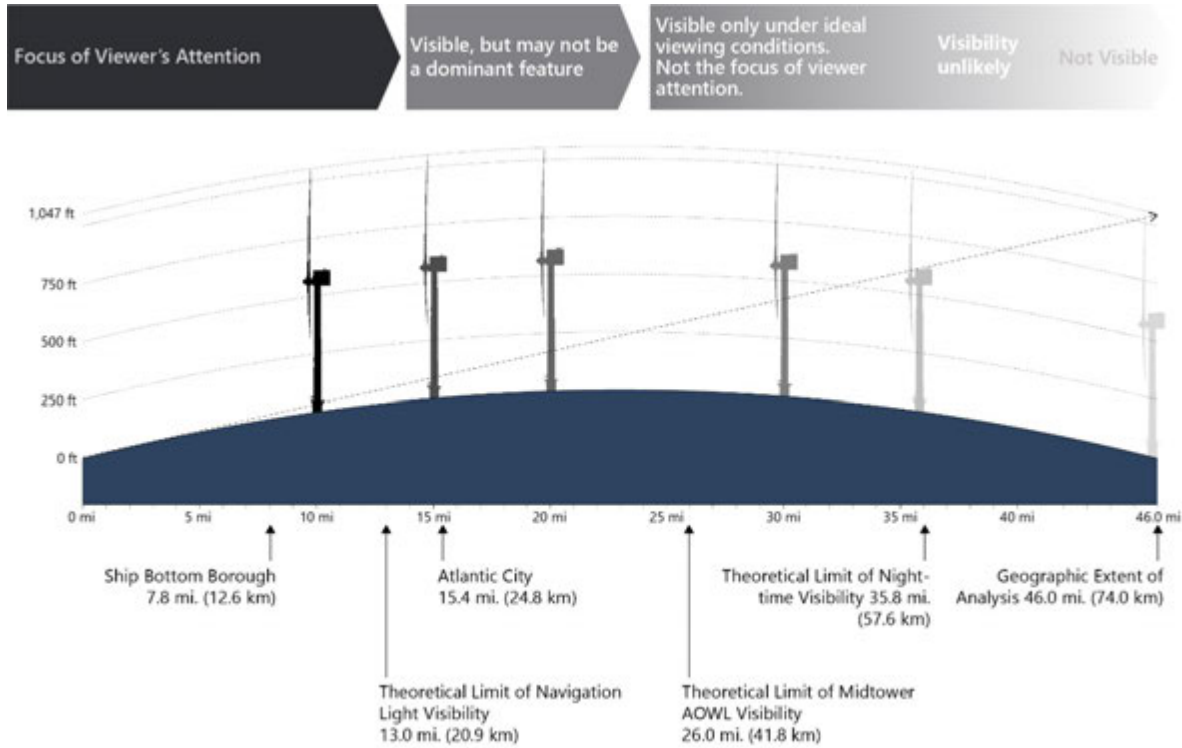 Focus of Viewer's Attention
Visible, but may not be
a dominant feature
Visible only under ideal
viewing conditions.
Not the focus of viewer
attention.
Visibility
unlikely
Not Visible
1,047 ft
750 ft
500 ft
250 ft
0 ft
0 mi
5 mi
10 mi
15 mi
20 mi
25 mi
30 mi
35 mi
40 mi
46.0 mi
Ship Bottom Borough
7.8 mi. (12.6 km)
Atlantic City
15.4 mi. (24.8 km)
Theoretical Limit of Night-
time Visibility 35.8 mi.
(57.6 km)
Geographic Extent of
Analysis 46.0 mi. (74.0 km)
Theoretical Limit of Navigation
Light Visibility
13.0 mi. (20.9 km)
Theoretical Limit of Midtower
AOWL Visibility
26.0 mi. (41.8 km)